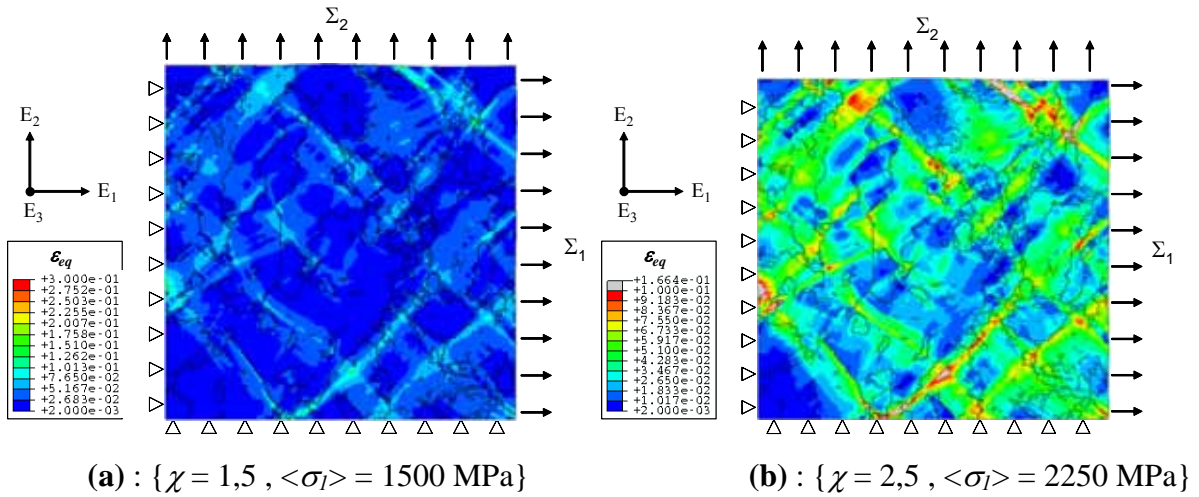 Σ2
E2
E1
E3
Σ1
εeq
+3.000e-01
+2.752e-01
+2.503e-01
+2.255e-01
+2.007e-01
+1.758e-01
+1.510e-01
+1.262e-01
+1.013e-01
+7.650e-02
+5.167e-02
+2.683e-02
+2.000e-03
(a) : {χ = 1,5 , <σI> = 1500 MPa}
Σ2
E2
E1
E3
Σ1
εeq
+1.664e-01
+1.000e-01
+9.183e-02
+8.367e-02
+7.550e-02
+6.733e-02
+5.917e-02
+5.100e-02
+4.283e-02
+3.467e-02
+2.650e-02
+1.833e-02
+1.017e-02
+2.000e-03
(b) : {χ = 2,5 , <σI> = 2250 MPa}